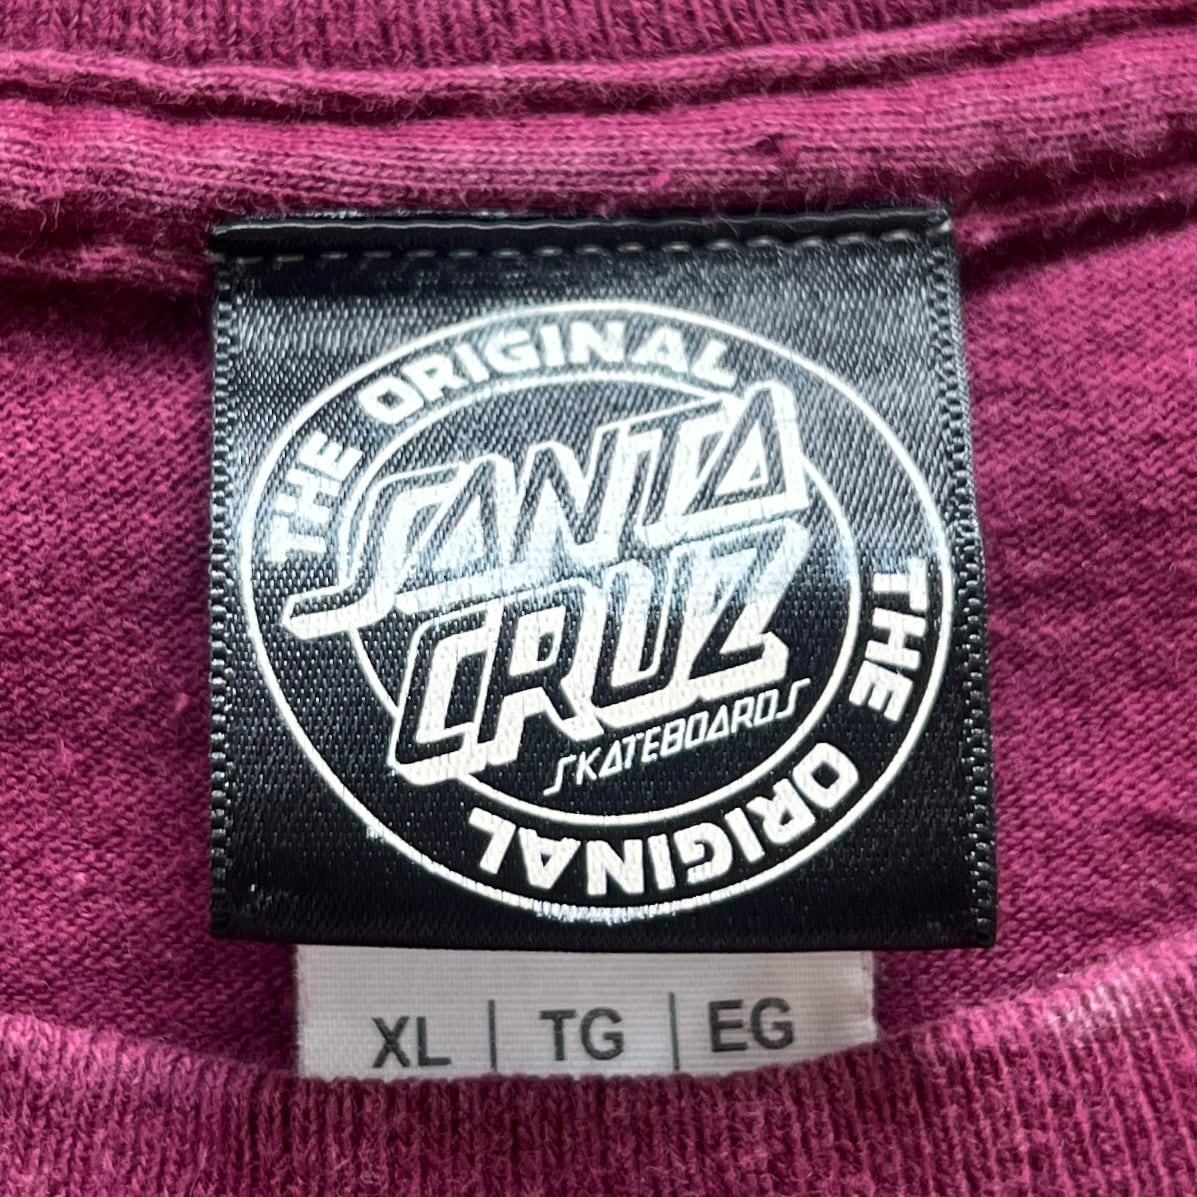 THE ORIGINAL
SANTA
CRUZ
SKATEBOARDS
THE ORIGINAL
XL | TG | EG